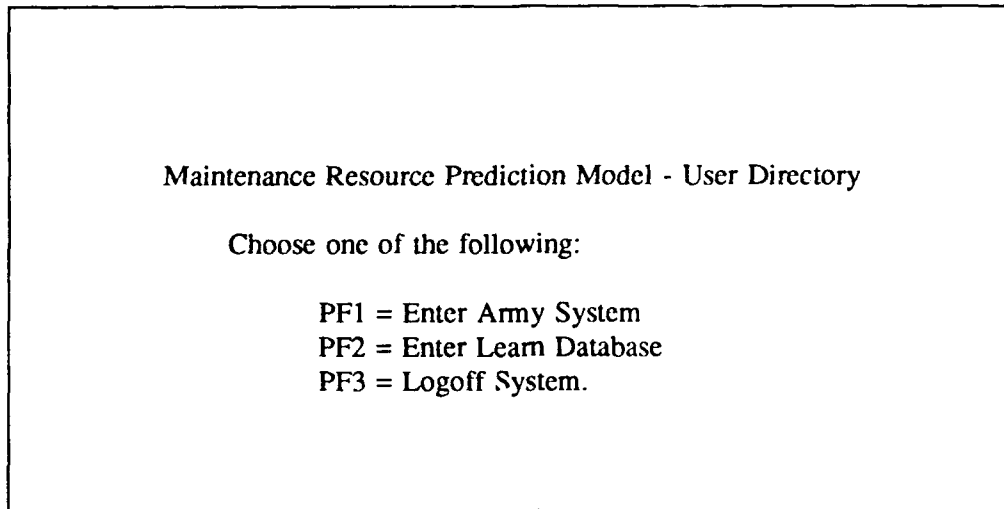 Maintenance Resource Prediction Model - User Directory
Choose one of the following:
PF1 = Enter Army System
PF2 = Enter Learn Database
PF3 = Logoff System.